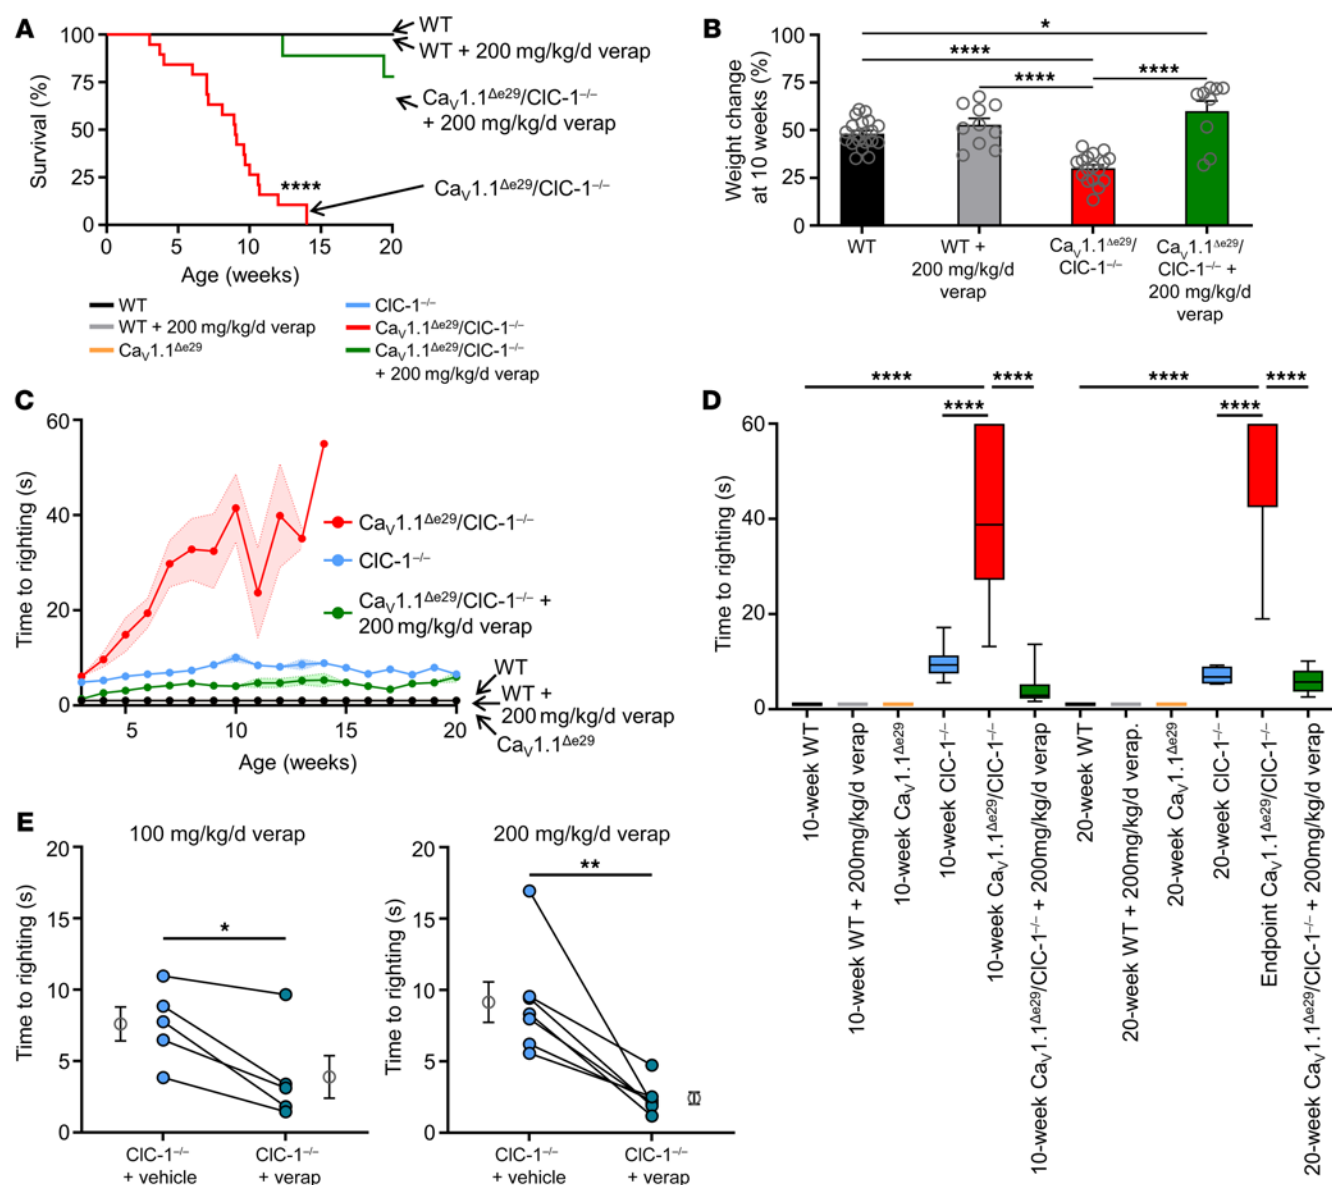 A
100
75
50
25
0
Survival (%)
0
5
10
15
20
Age (weeks)
****
WT
WT + 200 mg/kg/d verap
CaV1.1Δe29/ClC-1–/–
+ 200 mg/kg/d verap
CaV1.1Δe29/ClC-1–/–
WT
WT + 200 mg/kg/d verap
CaV1.1Δe29
ClC-1–/–
CaV1.1Δe29/ClC-1–/–
CaV1.1Δe29/ClC-1–/–
+ 200 mg/kg/d verap
B
*
****
****
****
100
75
50
25
0
Weight change
at 10 weeks (%)
WT
WT +
200 mg/kg/d
verap
CaV1.1Δe29/
ClC-1–/–
CaV1.1Δe29/
ClC-1–/– +
200 mg/kg/d
verap
C
60
40
20
0
Time to righting (s)
5
10
15
20
Age (weeks)
CaV1.1Δe29/ClC-1–/–
ClC-1–/–
CaV1.1Δe29/ClC-1–/– +
200 mg/kg/d verap
WT
WT +
200 mg/kg/d verap
CaV1.1Δe29
D
****
****
****
****
****
****
60
40
20
0
Time to righting (s)
10-week WT
10-week WT + 200mg/kg/d verap
10-week CaV1.1Δe29
10-week ClC-1–/–
10-week CaV1.1Δe29/ClC-1–/–
10-week CaV1.1Δe29/ClC-1–/– + 200mg/kg/d verap
20-week WT
20-week WT + 200mg/kg/d verap.
20-week CaV1.1Δe29
20-week ClC-1–/–
Endpoint CaV1.1Δe29/ClC-1–/–
20-week CaV1.1Δe29/ClC-1–/– + 200mg/kg/d verap
E
100 mg/kg/d verap
20
15
10
5
0
Time to righting (s)
*
ClC-1–/–
+ vehicle
ClC-1–/–
+ verap
200 mg/kg/d verap
20
15
10
5
0
Time to righting (s)
**
ClC-1–/–
+ vehicle
ClC-1–/–
+ verap